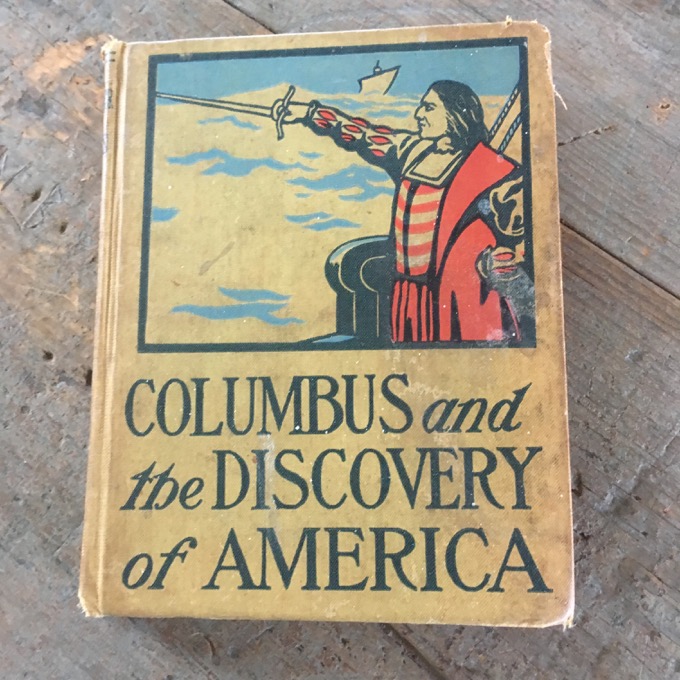 COLUMBUS and
the DISCOVERY
of AMERICA